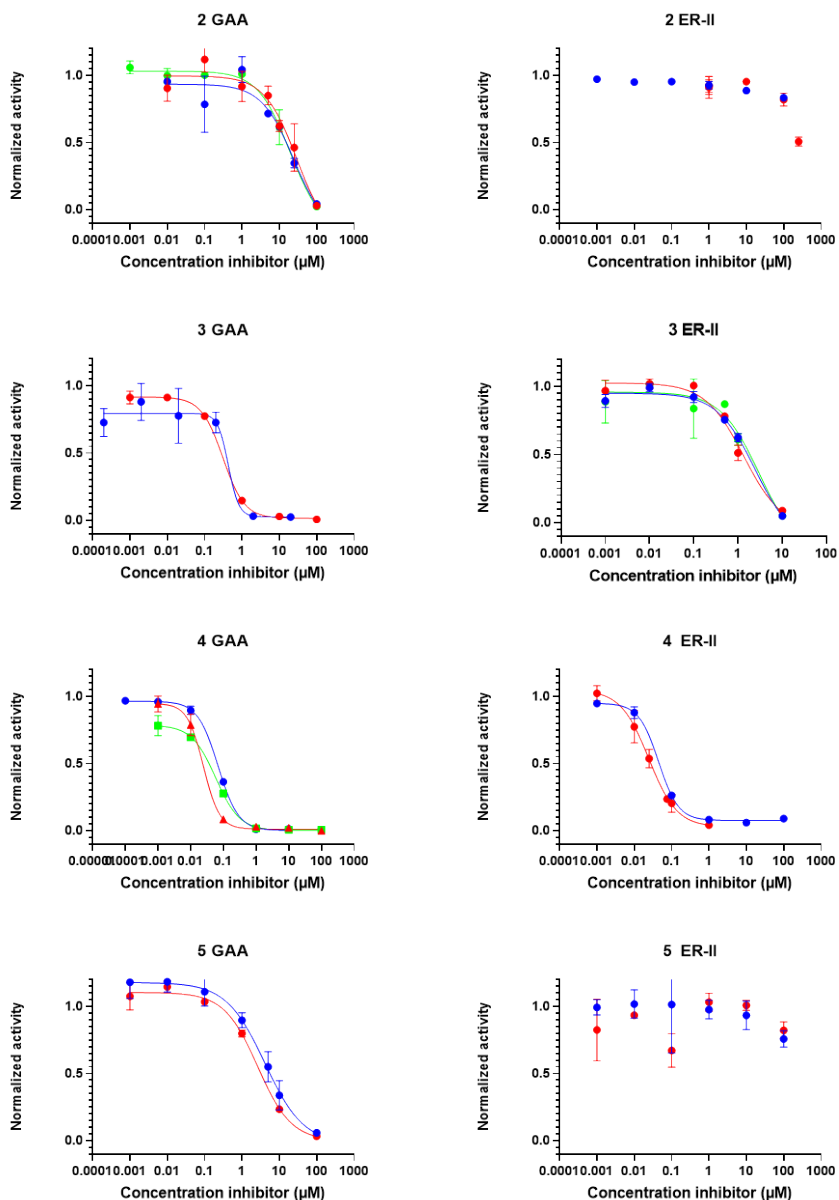 2 GAA
Normalized activity
1.0
0.5
0.0
0.0001 0.001 0.01 0.1 1 10 100 1000
Concentration inhibitor (µM)
2 ER-II
Normalized activity
1.0
0.5
0.0
0.0001 0.001 0.01 0.1 1 10 100 1000
Concentration inhibitor (µM)
3 GAA
Normalized activity
1.0
0.5
0.0
0.0001 0.001 0.01 0.1 1 10 100 1000
Concentration inhibitor (µM)
3 ER-II
Normalized activity
1.0
0.5
0.0
0.0001 0.001 0.01 0.1 1 10 100
Concentration inhibitor (µM)
4 GAA
Normalized activity
1.0
0.5
0.0
0.001 0.01 0.1 1 10 100 1000
Concentration inhibitor (µM)
4 ER-II
Normalized activity
1.0
0.5
0.0
0.0001 0.001 0.01 0.1 1 10 100 1000
Concentration inhibitor (µM)
5 GAA
Normalized activity
1.0
0.5
0.0
0.0001 0.001 0.01 0.1 1 10 100 1000
Concentration inhibitor (µM)
5 ER-II
Normalized activity
1.0
0.5
0.0
0.0001 0.001 0.01 0.1 1 10 100 1000
Concentration inhibitor (µM)